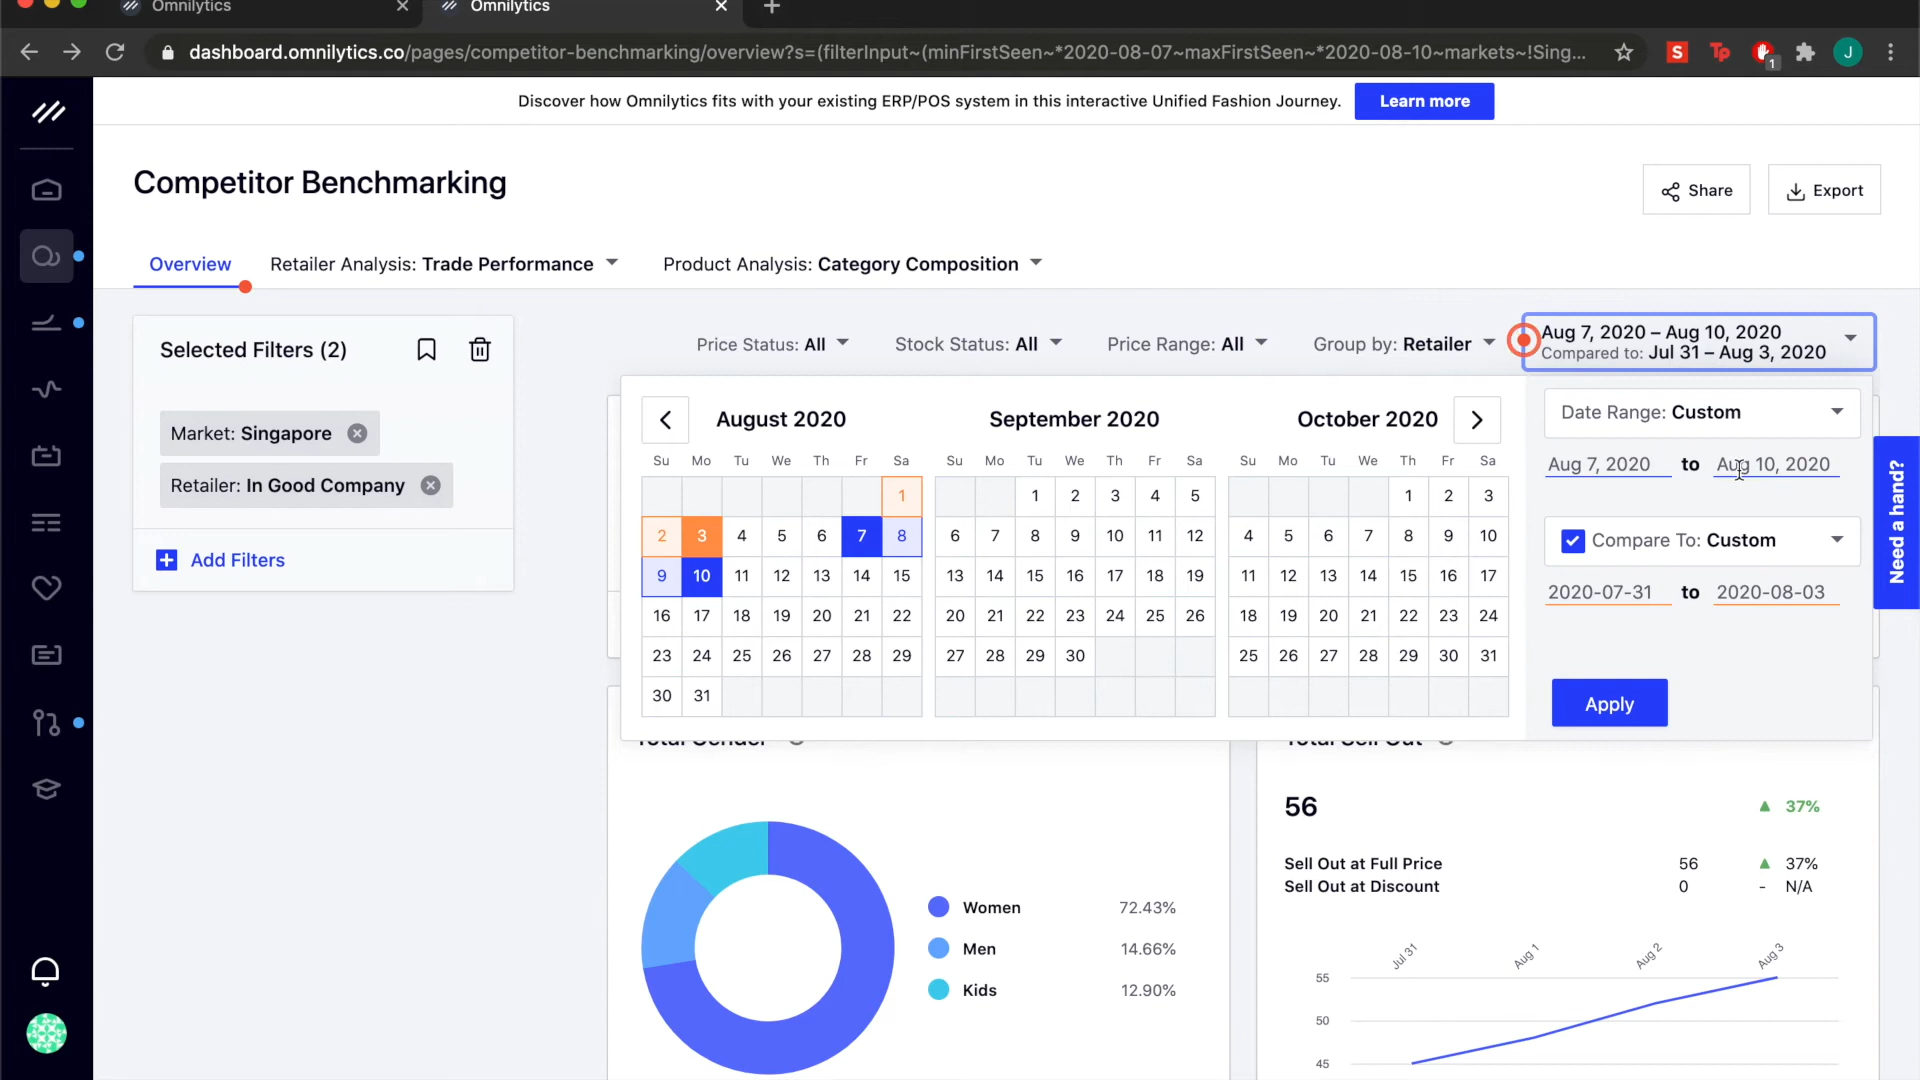 Omnilytics
Omnilytics
dashboard.omnilytics.co/pages/competitor-benchmarking/overview?s=(filterInput~(minFirstSeen~*2020-08-07~maxFirstSeen~*2020-08-10~markets~!Sing...
S
Tp
1
J
Discover how Omnilytics fits with your existing ERP/POS system in this interactive Unified Fashion Journey.
Learn more
Competitor Benchmarking
Share
Export
Overview
Retailer Analysis: Trade Performance
Product Analysis: Category Composition
Selected Filters (2)
Market: Singapore
Retailer: In Good Company
Add Filters
Price Status: All
Stock Status: All
Price Range: All
Group by: Retailer
Aug 7, 2020 – Aug 10, 2020
Compared to: Jul 31 – Aug 3, 2020
August 2020
Su Mo Tu We Th Fr Sa
1
2 3 4 5 6 7 8
9 10 11 12 13 14 15
16 17 18 19 20 21 22
23 24 25 26 27 28 29
30 31
September 2020
Su Mo Tu We Th Fr Sa
1 2 3 4 5
6 7 8 9 10 11 12
13 14 15 16 17 18 19
20 21 22 23 24 25 26
27 28 29 30
October 2020
Su Mo Tu We Th Fr Sa
1 2 3
4 5 6 7 8 9 10
11 12 13 14 15 16 17
18 19 20 21 22 23 24
25 26 27 28 29 30 31
Date Range: Custom
Aug 7, 2020 to Aug 10, 2020
Compare To: Custom
2020-07-31 to 2020-08-03
Apply
Need a hand?
Total Gender
Women 72.43%
Men 14.66%
Kids 12.90%
Total Sell Out
56 37%
Sell Out at Full Price 56 37%
Sell Out at Discount 0 - N/A
Jul 31
Aug 1
Aug 2
Aug 3
55
50
45